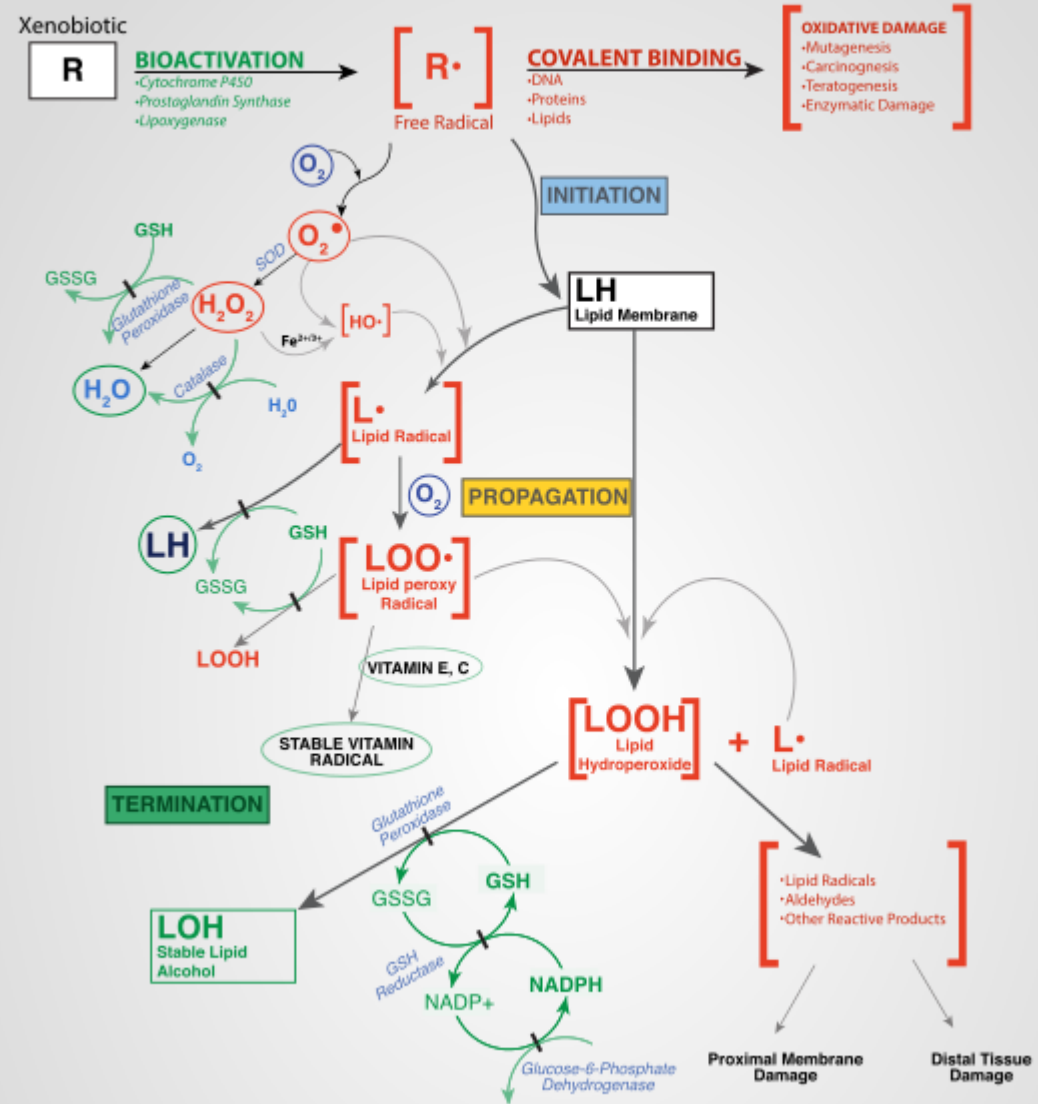 Xenobiotic
R
BIOACTIVATION
•Cytochrome P450
•Prostaglandin Synthase
•Lipoxygenase
R•
Free Radical
COVALENT BINDING
•DNA
•Proteins
•Lipids
OXIDATIVE DAMAGE
•Mutagenesis
•Carcinognesis
•Teratogenesis
•Enzymatic Damage
O2
INITIATION
O2•
SOD
GSH
GSSG
Glutathione
Peroxidase
H2O2
Fe2+/3+
[HO•]
LH
Lipid Membrane
H2O
Catalase
H20
O2
L•
Lipid Radical
O2
PROPAGATION
LH
GSH
GSSG
LOO•
Lipid peroxy
Radical
LOOH
VITAMIN E, C
STABLE VITAMIN
RADICAL
LOOH
Lipid
Hydroperoxide
+
L•
Lipid Radical
TERMINATION
Glutathione
Peroxidase
GSSG
GSH
LOH
Stable Lipid
Alcohol
GSH
Reductase
NADP+
NADPH
Glucose-6-Phosphate
Dehydrogenase
•Lipid Radicals
•Aldehydes
•Other Reactive Products
Proximal Membrane
Damage
Distal Tissue
Damage